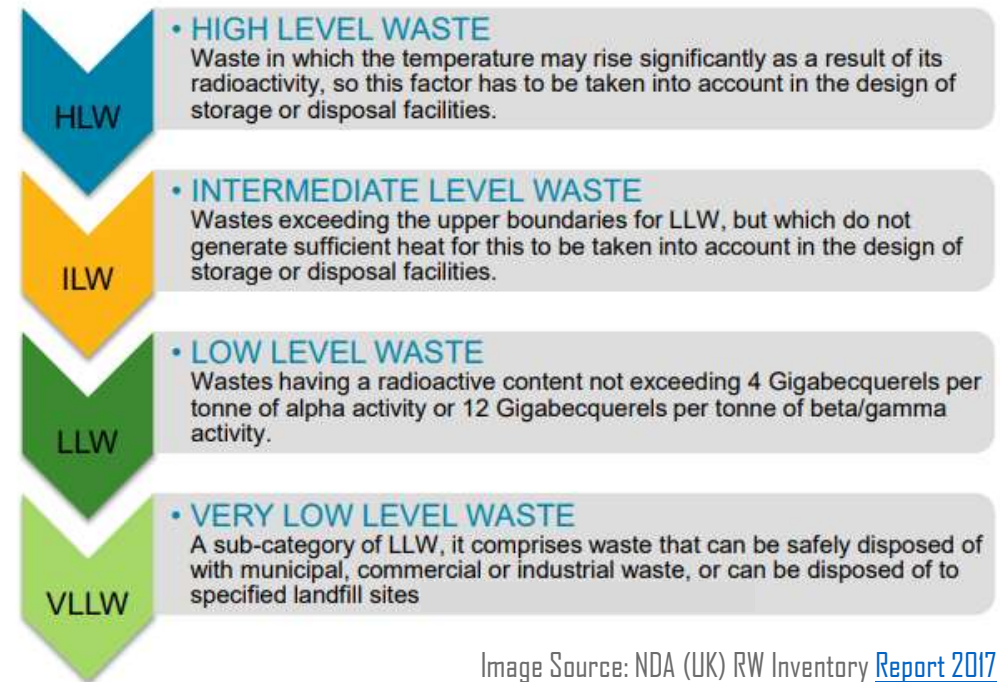 • HIGH LEVEL WASTE
Waste in which the temperature may rise significantly as a result of its
radioactivity, so this factor has to be taken into account in the design of
storage or disposal facilities.
HLW
• INTERMEDIATE LEVEL WASTE
Wastes exceeding the upper boundaries for LLW, but which do not
generate sufficient heat for this to be taken into account in the design of
storage or disposal facilities.
ILW
• LOW LEVEL WASTE
Wastes having a radioactive content not exceeding 4 Gigabecquerels per
tonne of alpha activity or 12 Gigabecquerels per tonne of beta/gamma
activity.
LLW
• VERY LOW LEVEL WASTE
A sub-category of LLW, it comprises waste that can be safely disposed of
with municipal, commercial or industrial waste, or can be disposed of to
specified landfill sites
VLLW
Image Source: NDA (UK) RW Inventory Report 2017